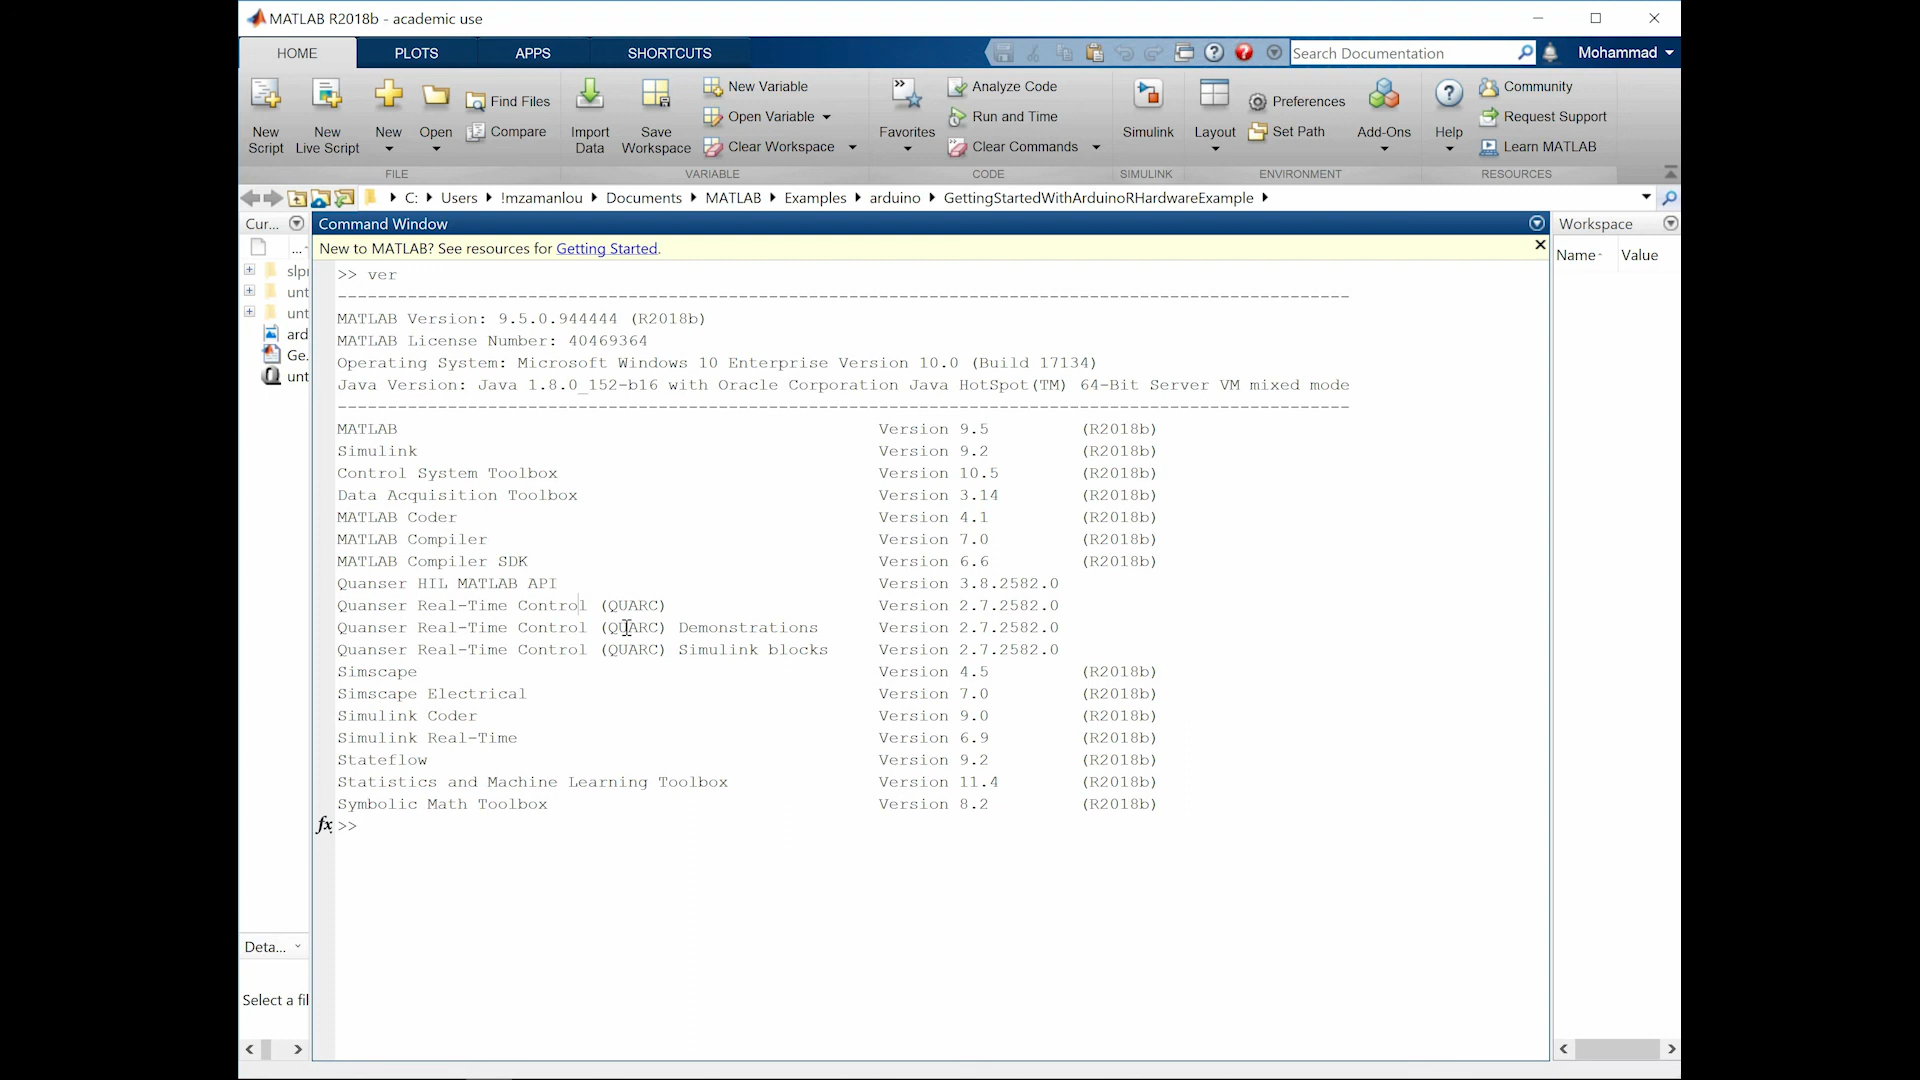 MATLAB R2018b - academic use
HOME PLOTS APPS SHORTCUTS Search Documentation Mohammad
New Script
New Live Script
New
Open
Find Files
Compare
Import Data
Save Workspace
New Variable
Open Variable
Clear Workspace
Favorites
Analyze Code
Run and Time
Clear Commands
Simulink
Layout
Preferences
Set Path
Add-Ons
Help
Community
Request Support
Learn MATLAB
FILE VARIABLE CODE SIMULINK ENVIRONMENT RESOURCES
C: Users !mzamanlou Documents MATLAB Examples arduino GettingStartedWithArduinoRHardwareExample
Cur...
...
slpr
unt
unt
ard
Ge.
unt
Deta...
Select a fil
Command Window
New to MATLAB? See resources for Getting Started.
>> ver
----------------------------------------------------------------------------------------------------
MATLAB Version: 9.5.0.944444 (R2018b)
MATLAB License Number: 40469364
Operating System: Microsoft Windows 10 Enterprise Version 10.0 (Build 17134)
Java Version: Java 1.8.0_152-b16 with Oracle Corporation Java HotSpot(TM) 64-Bit Server VM mixed mode
----------------------------------------------------------------------------------------------------
MATLAB Version 9.5 (R2018b)
Simulink Version 9.2 (R2018b)
Control System Toolbox Version 10.5 (R2018b)
Data Acquisition Toolbox Version 3.14 (R2018b)
MATLAB Coder Version 4.1 (R2018b)
MATLAB Compiler Version 7.0 (R2018b)
MATLAB Compiler SDK Version 6.6 (R2018b)
Quanser HIL MATLAB API Version 3.8.2582.0
Quanser Real-Time Control (QUARC) Version 2.7.2582.0
Quanser Real-Time Control (QUARC) Demonstrations Version 2.7.2582.0
Quanser Real-Time Control (QUARC) Simulink blocks Version 2.7.2582.0
Simscape Version 4.5 (R2018b)
Simscape Electrical Version 7.0 (R2018b)
Simulink Coder Version 9.0 (R2018b)
Simulink Real-Time Version 6.9 (R2018b)
Stateflow Version 9.2 (R2018b)
Statistics and Machine Learning Toolbox Version 11.4 (R2018b)
Symbolic Math Toolbox Version 8.2 (R2018b)
fx >>
Workspace
Name Value